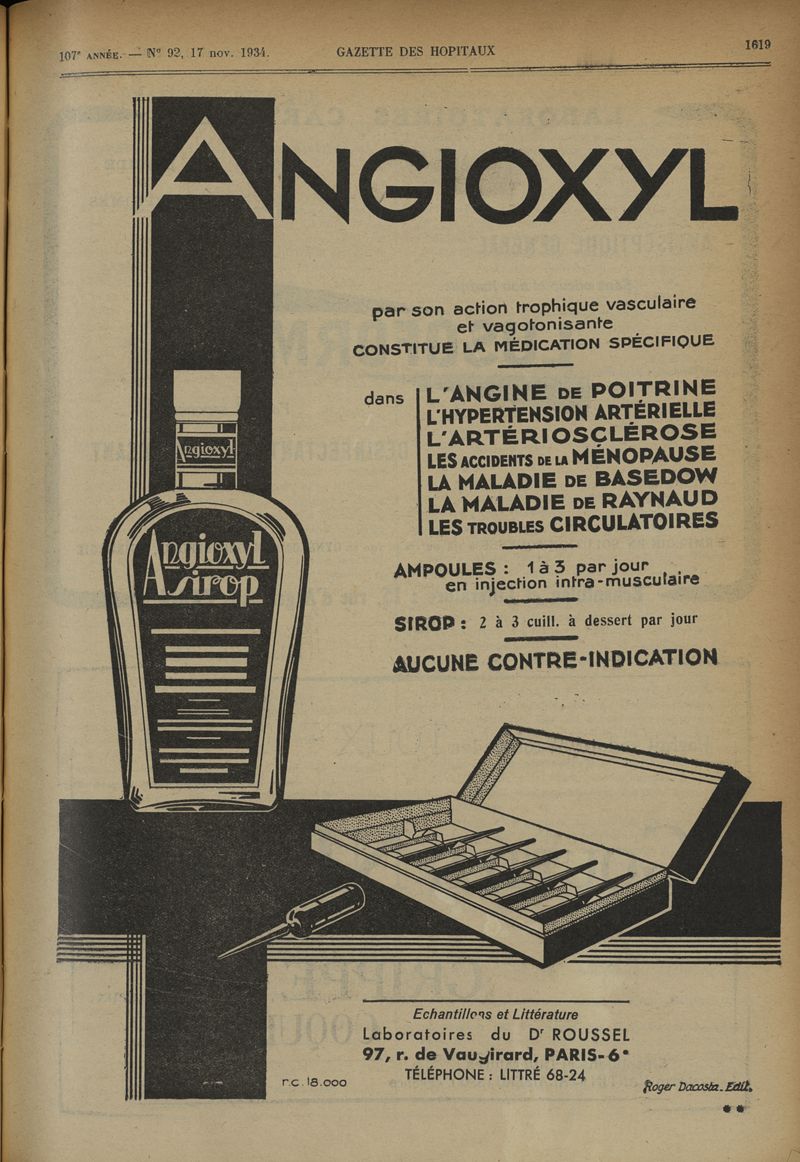 107e ANNÉE. — N° 92, 17 nov. 1934.
GAZETTE DES HOPITAUX
1619
ANGIOXYL
par son action trophique vasculaire
et vagotonisante
CONSTITUE LA MÉDICATION SPÉCIFIQUE
dans
L'ANGINE DE POITRINE
L'HYPERTENSION ARTÉRIELLE
L'ARTÉRIOSCLÉROSE
LES ACCIDENTS DE LA MÉNOPAUSE
LA MALADIE DE BASEDOW
LA MALADIE DE RAYNAUD
LES TROUBLES CIRCULATOIRES
Angioxyl
Angioxyl
sirop
AMPOULES : 1 à 3 par jour
en injection intra-musculaire
SIROP : 2 à 3 cuill. à dessert par jour
AUCUNE CONTRE-INDICATION
Echantillons et Littérature
Laboratoires du Dr ROUSSEL
97, r. de Vaugirard, PARIS-6e
TÉLÉPHONE : LITTRÉ 68-24
r.c. 18.000
Roger Dacosta. Edit.